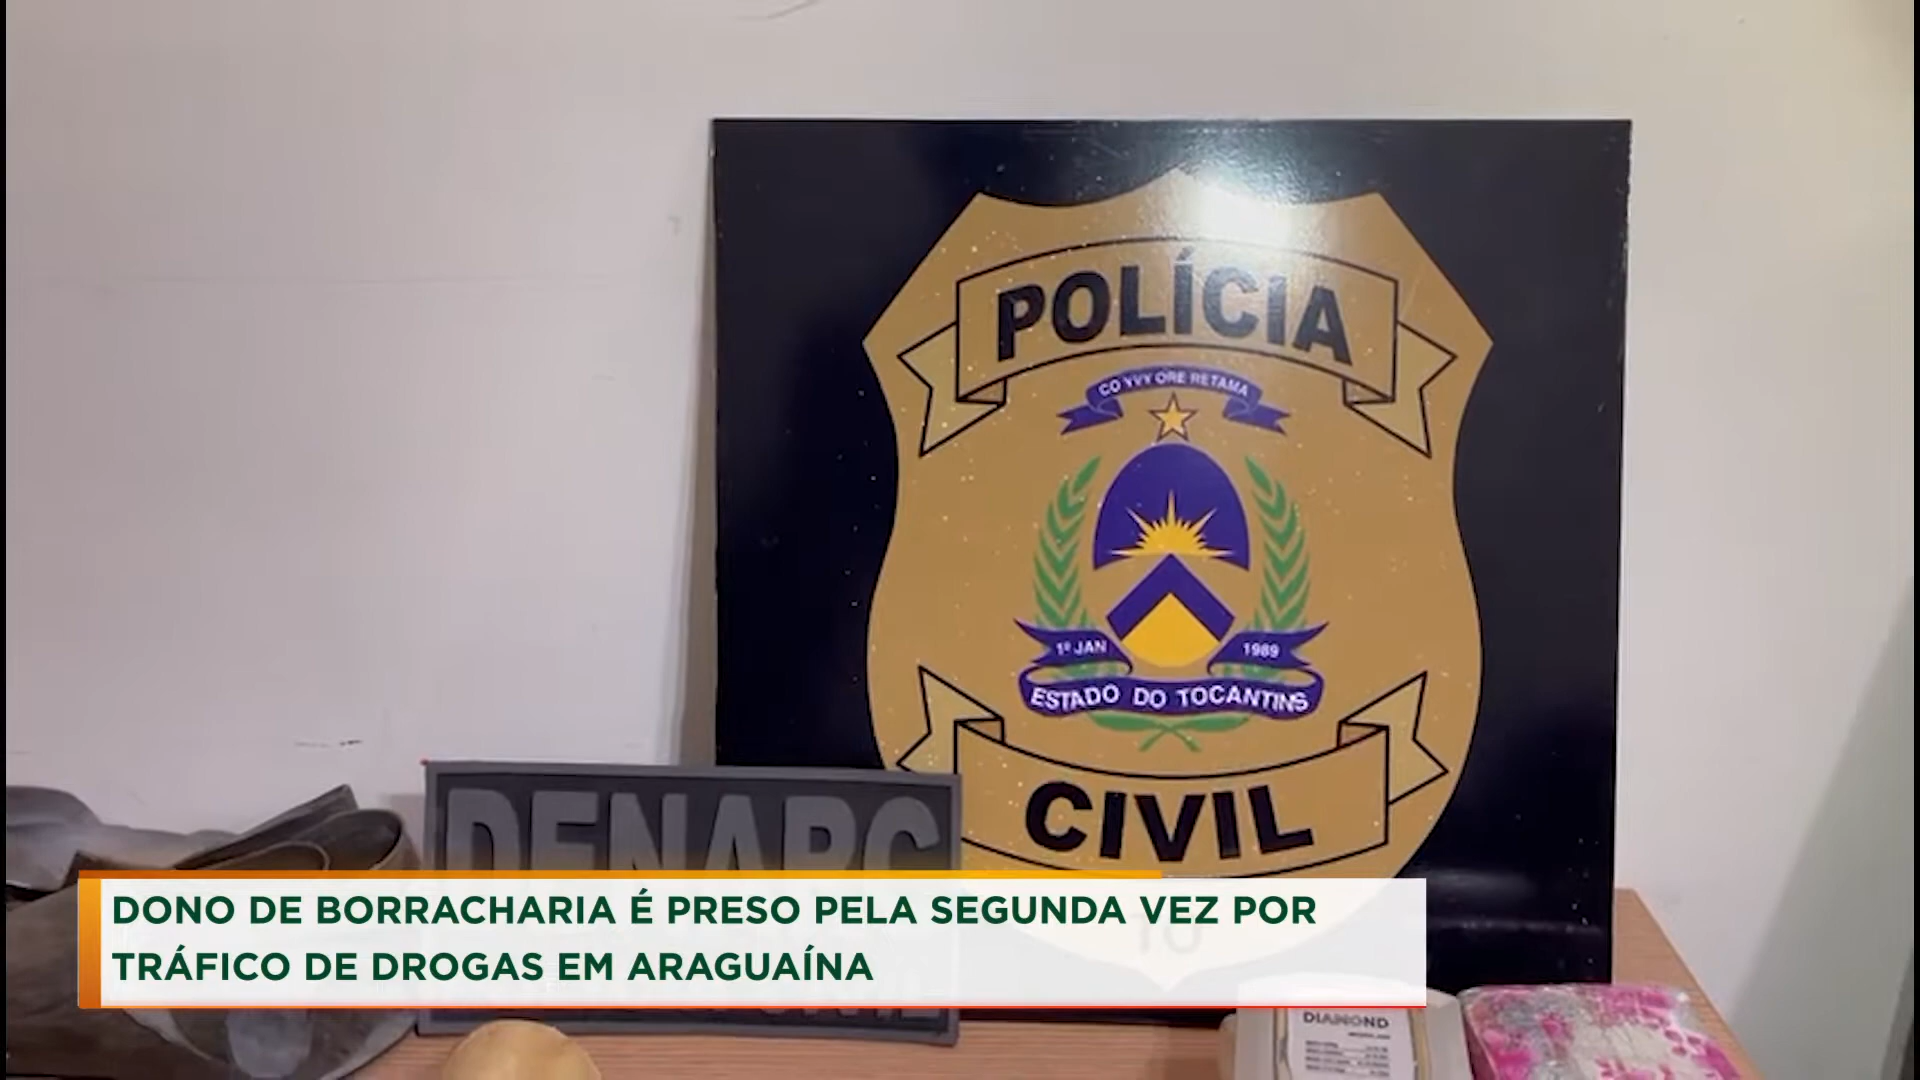 POLÍCIA
CO YVY ORE RETAMA
1º JAN 1989
ESTADO DO TOCANTINS
CIVIL
DENARC
DONO DE BORRACHARIA É PRESO PELA SEGUNDA VEZ POR
TRÁFICO DE DROGAS EM ARAGUAÍNA
DIAMOND